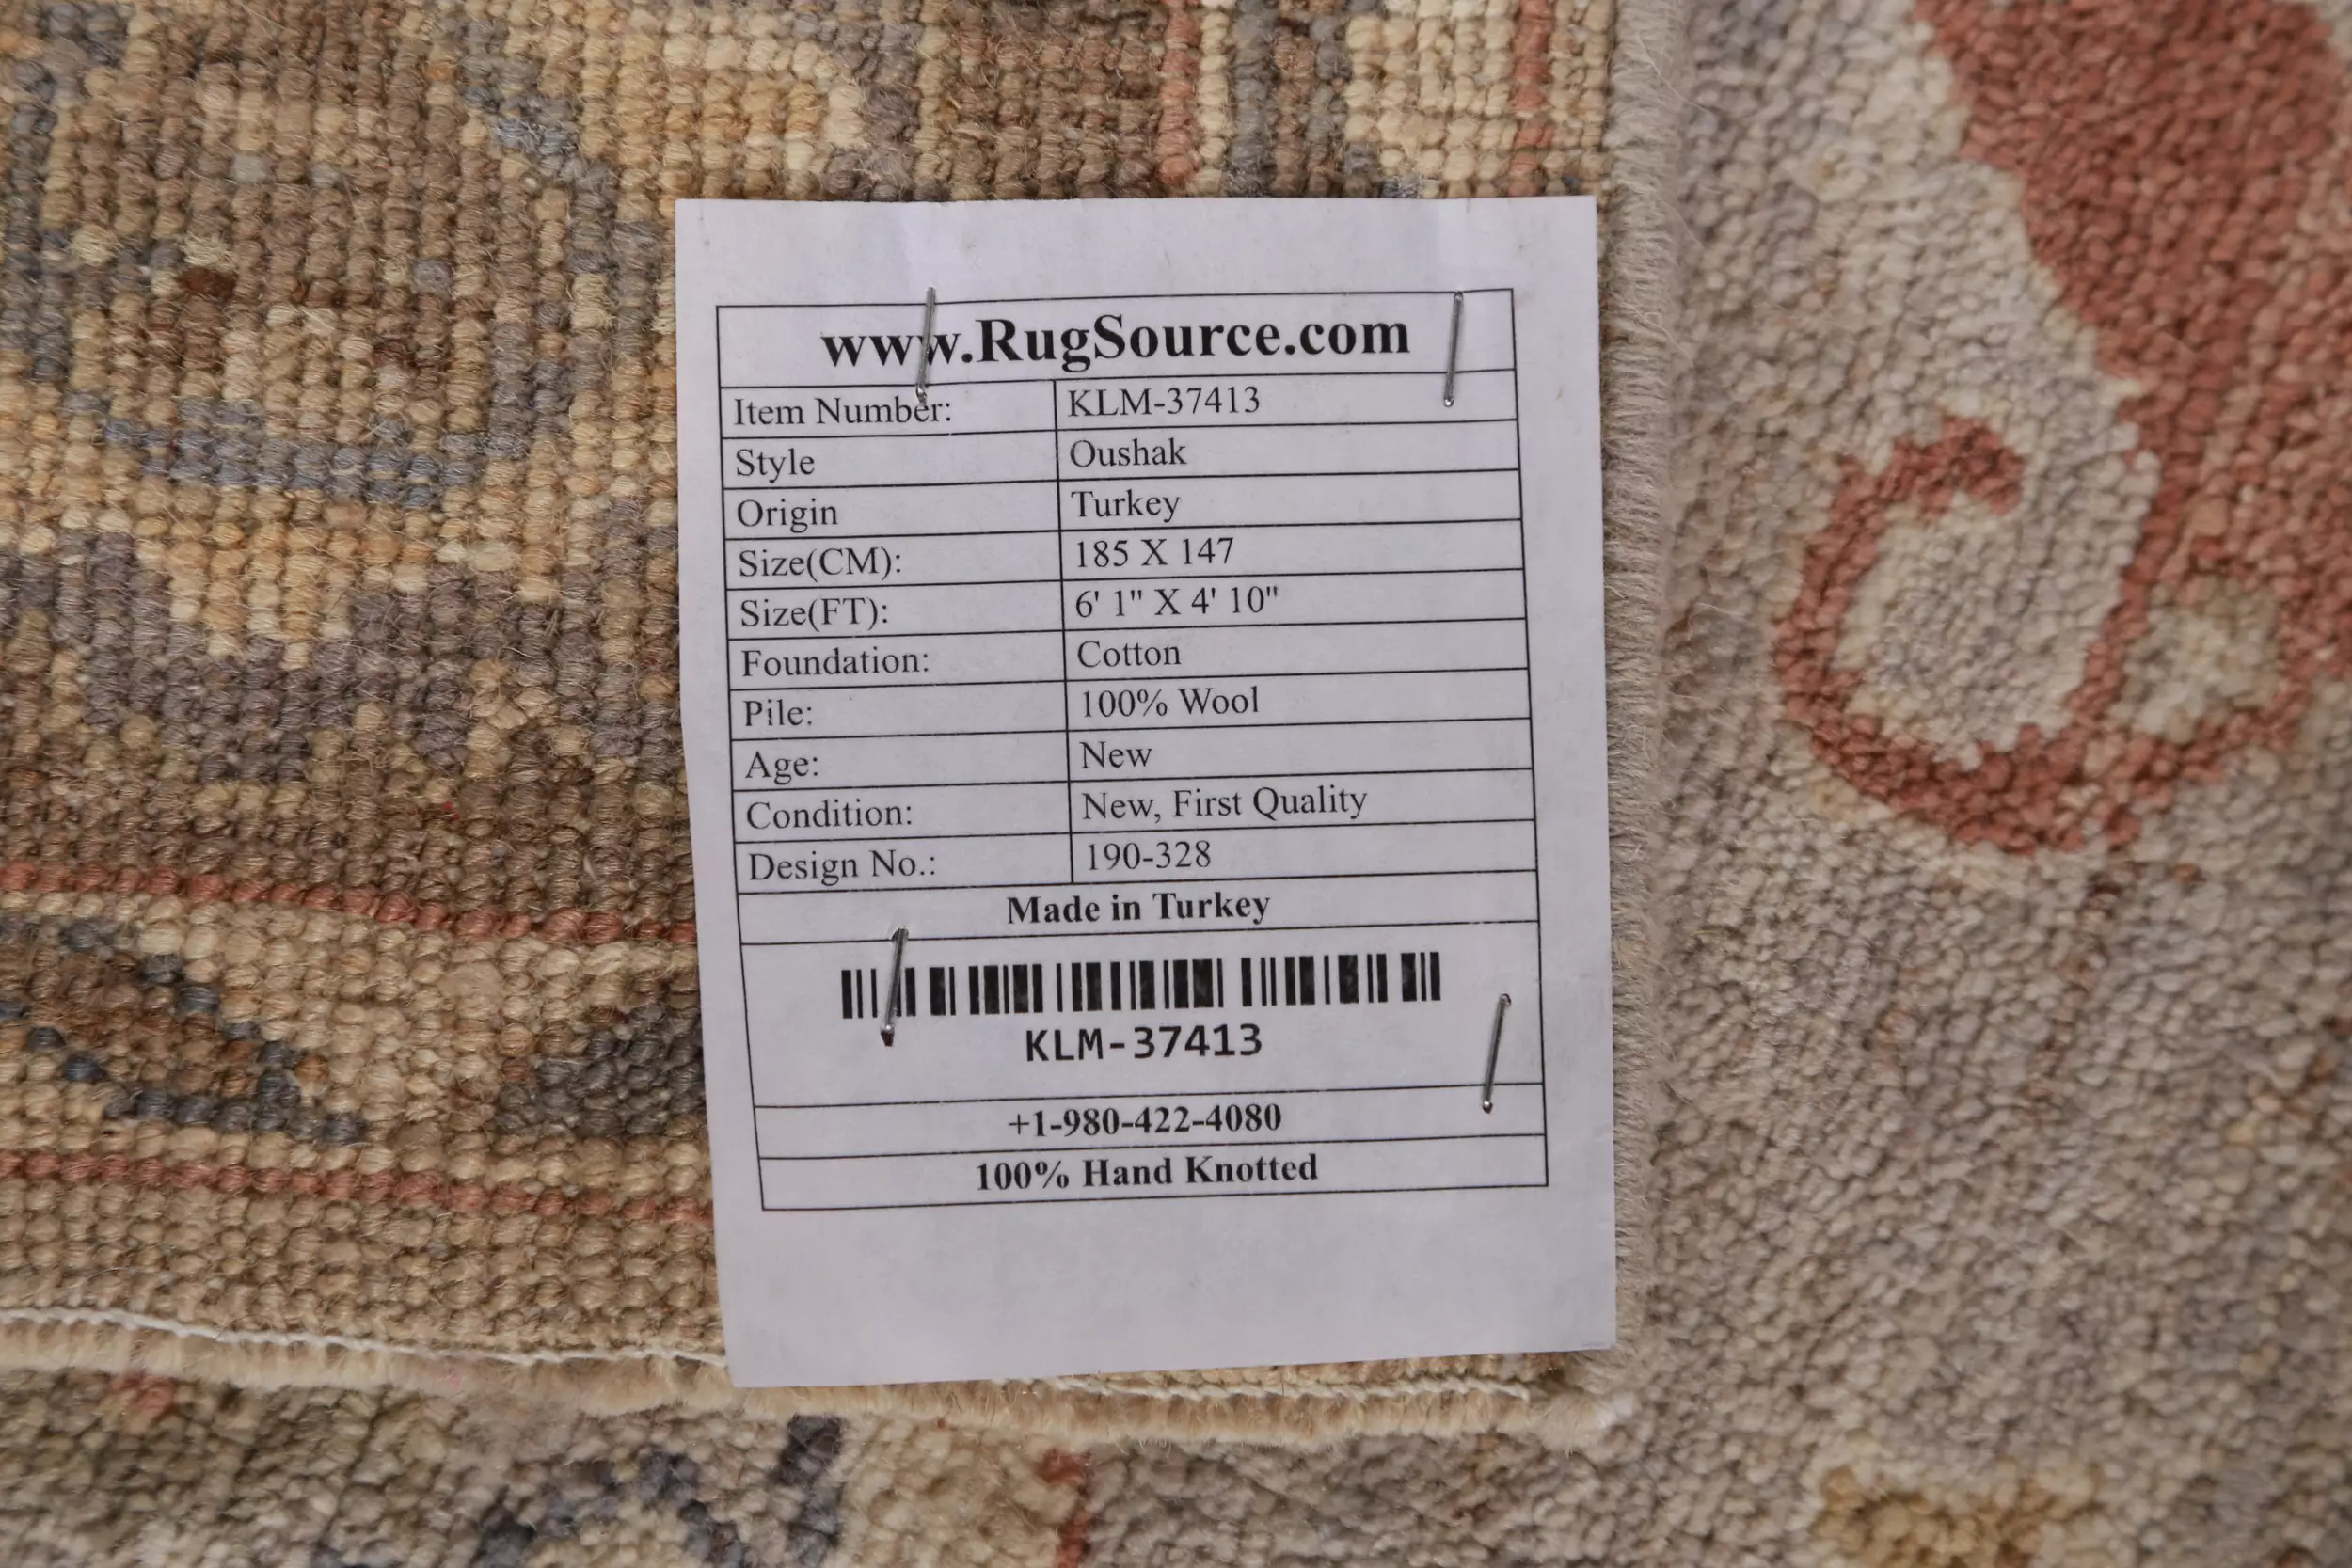 www.RugSource.com
Item Number: KLM-37413
Style Oushak
Origin Turkey
Size(CM): 185 X 147
Size(FT): 6' 1" X 4' 10"
Foundation: Cotton
Pile: 100% Wool
Age: New
Condition: New, First Quality
Design No.: 190-328
Made in Turkey
KLM-37413
+1-980-422-4080
100% Hand Knotted